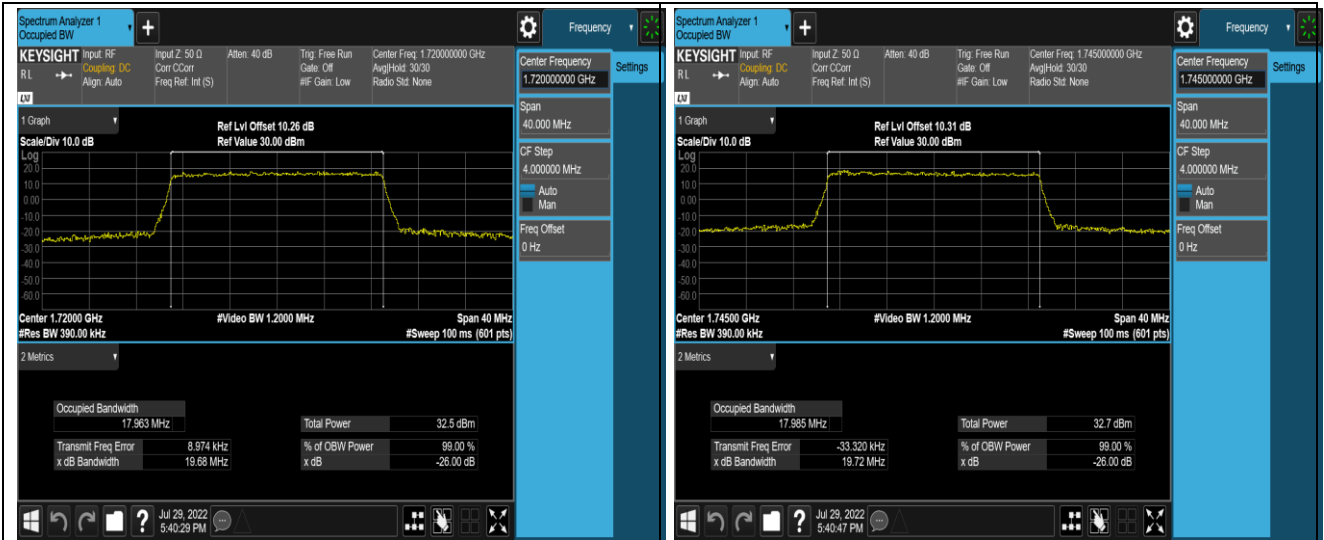 Spectrum Analyzer 1
Occupied BW
Frequency
KEYSIGHT
RL
LXI
Input: RF
Coupling: DC
Align: Auto
Input Z: 50 Ω
Corr CCorr
Freq Ref: Int (S)
Atten: 40 dB
Trig: Free Run
Gate: Off
#IF Gain: Low
Center Freq: 1.720000000 GHz
Avg|Hold: 30/30
Radio Std: None
Center Frequency
1.720000000 GHz
Settings
Span
40.000 MHz
CF Step
4.000000 MHz
Auto
Man
Freq Offset
0 Hz
1 Graph
Scale/Div 10.0 dB
Ref Lvl Offset 10.26 dB
Ref Value 30.00 dBm
Log
20.0
10.0
0.00
-10.0
-20.0
-30.0
-40.0
-50.0
-60.0
Center 1.72000 GHz
#Video BW 1.2000 MHz
Span 40 MHz
#Res BW 390.00 kHz
#Sweep 100 ms (601 pts)
2 Metrics
Occupied Bandwidth
17.963 MHz
Total Power 32.5 dBm
Transmit Freq Error 8.974 kHz
% of OBW Power 99.00 %
x dB Bandwidth 19.68 MHz
x dB -26.00 dB
?
Jul 29, 2022
5:40:29 PM
Spectrum Analyzer 1
Occupied BW
Frequency
KEYSIGHT
RL
LXI
Input: RF
Coupling: DC
Align: Auto
Input Z: 50 Ω
Corr CCorr
Freq Ref: Int (S)
Atten: 40 dB
Trig: Free Run
Gate: Off
#IF Gain: Low
Center Freq: 1.745000000 GHz
Avg|Hold: 30/30
Radio Std: None
Center Frequency
1.745000000 GHz
Settings
Span
40.000 MHz
CF Step
4.000000 MHz
Auto
Man
Freq Offset
0 Hz
1 Graph
Scale/Div 10.0 dB
Ref Lvl Offset 10.31 dB
Ref Value 30.00 dBm
Log
20.0
10.0
0.00
-10.0
-20.0
-30.0
-40.0
-50.0
-60.0
Center 1.74500 GHz
#Video BW 1.2000 MHz
Span 40 MHz
#Res BW 390.00 kHz
#Sweep 100 ms (601 pts)
2 Metrics
Occupied Bandwidth
17.985 MHz
Total Power 32.7 dBm
Transmit Freq Error -33.320 kHz
% of OBW Power 99.00 %
x dB Bandwidth 19.72 MHz
x dB -26.00 dB
?
Jul 29, 2022
5:40:47 PM